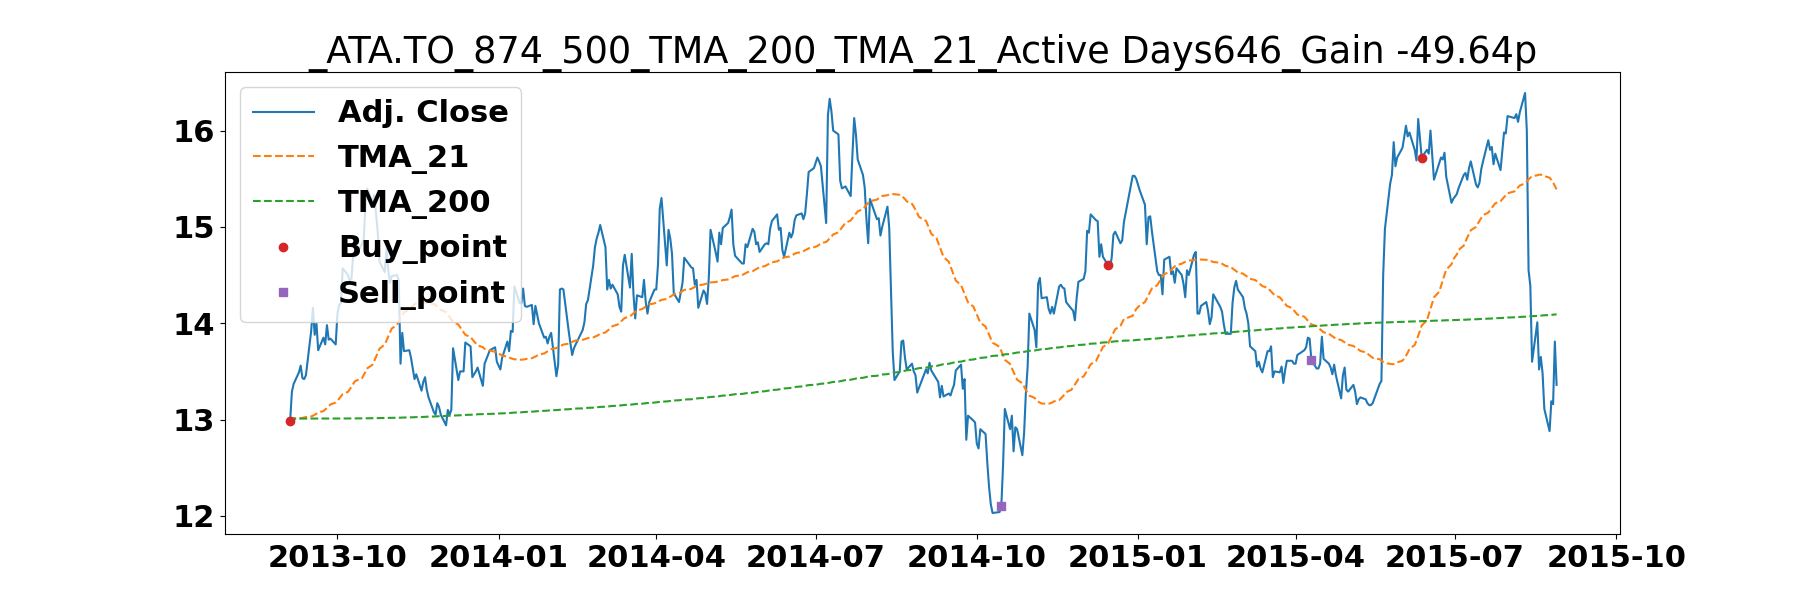 _ATA.TO_874_500_TMA_200_TMA_21_Active Days646_Gain -49.64p
Adj. Close
TMA_21
TMA_200
Buy_point
Sell_point
16
15
14
13
12
2013-10 2014-01 2014-04 2014-07 2014-10 2015-01 2015-04 2015-07 2015-10